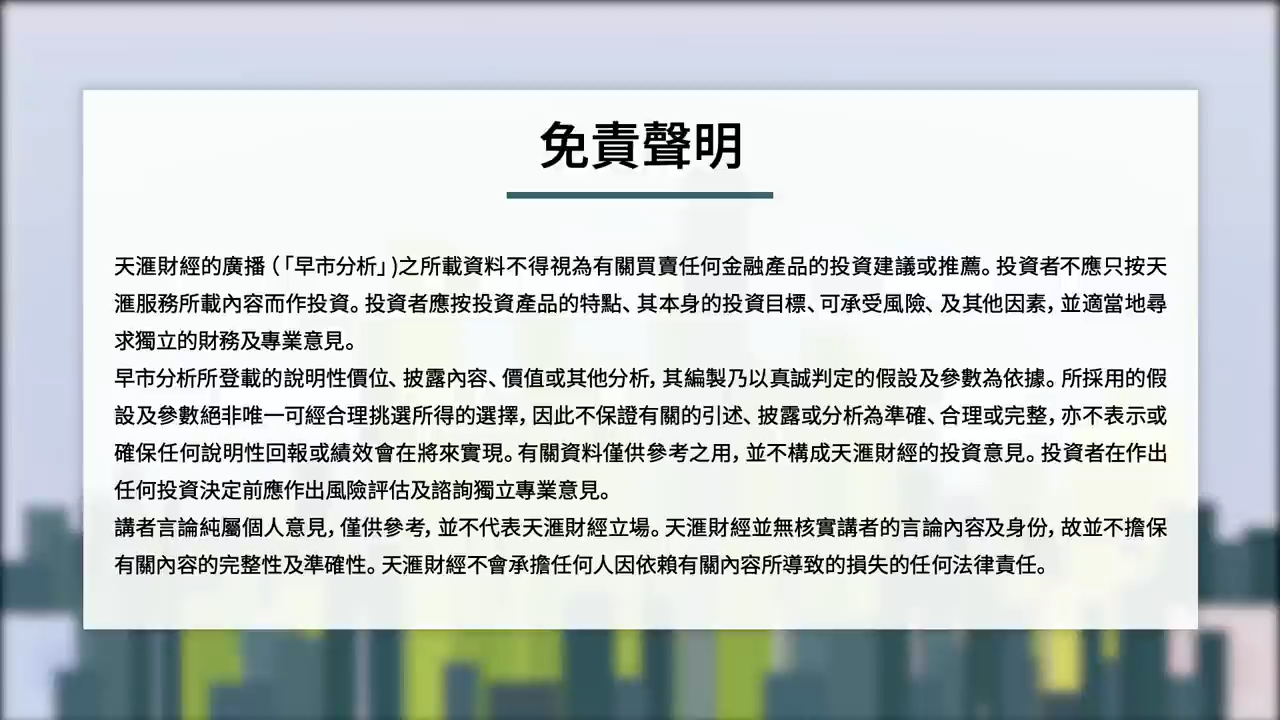 免責聲明
天滙財經的廣播 (「早市分析」)之所載資料不得視為有關買賣任何金融產品的投資建議或推薦。投資者不應只按天
滙服務所載內容而作投資。投資者應按投資產品的特點、其本身的投資目標、可承受風險、及其他因素, 並適當地尋
求獨立的財務及專業意見。
早市分析所登載的說明性價位、披露內容、價值或其他分析, 其編製乃以真誠判定的假設及參數為依據。所採用的假
設及參數絕非唯一可經合理挑選所得的選擇, 因此不保證有關的引述、披露或分析為準確、合理或完整, 亦不表示或
確保任何說明性回報或績效會在將來實現。有關資料僅供參考之用, 並不構成天滙財經的投資意見。投資者在作出
任何投資決定前應作出風險評估及諮詢獨立專業意見。
講者言論純屬個人意見, 僅供參考, 並不代表天滙財經立場。天滙財經並無核實講者的言論內容及身份, 故並不擔保
有關內容的完整性及準確性。天滙財經不會承擔任何人因依賴有關內容所導致的損失的任何法律責任。